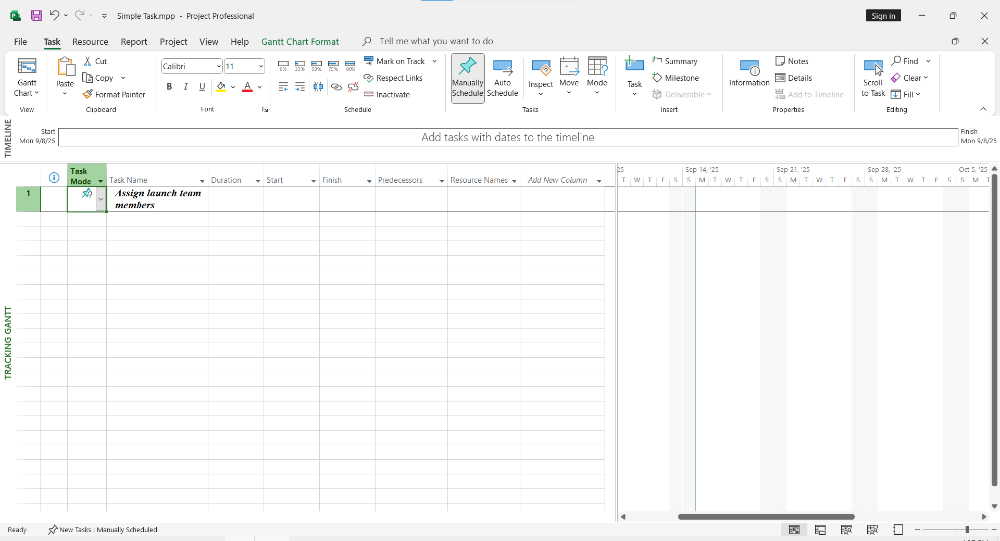 Simple Task.mpp - Project Professional
Sign in
File Task Resource Report Project View Help Gantt Chart Format Tell me what you want to do
Gantt Chart
View
Paste
Cut
Copy
Format Painter
Clipboard
Calibri 11
B I U A
Font
0% 25% 50% 75% 100%
Mark on Track
Respect Links
Inactivate
Schedule
Manually Schedule
Auto Schedule
Inspect
Move
Mode
Tasks
Task
Summary
Milestone
Deliverable
Insert
Information
Notes
Details
Add to Timeline
Properties
Scroll to Task
Find
Clear
Fill
Editing
TIMELINE
Start
Mon 9/8/25
Add tasks with dates to the timeline
Finish
Mon 9/8/25
Task Mode Task Name Duration Start Finish Predecessors Resource Names Add New Column
25 Sep 14, '25 Sep 21, '25 Sep 28, '25 Oct 5, '25
T W T F S S M T W T F S S M T W T F S S M T W T F S S M T
1 Assign launch team
members
TRACKING GANTT
Ready New Tasks : Manually Scheduled